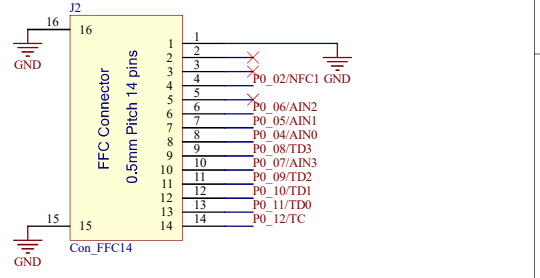 J2
16 16
GND
FFC Connector
0.5mm Pitch 14 pins
1 1
GND
2 2
3 3
4 4 P0_02/NFC1
5 5
6 6 P0_06/AIN2
7 7 P0_05/AIN1
8 8 P0_04/AIN0
9 9 P0_08/TD3
10 10 P0_07/AIN3
11 11 P0_09/TD2
12 12 P0_10/TD1
13 13 P0_11/TD0
14 14 P0_12/TC
15 15
GND
Con_FFC14